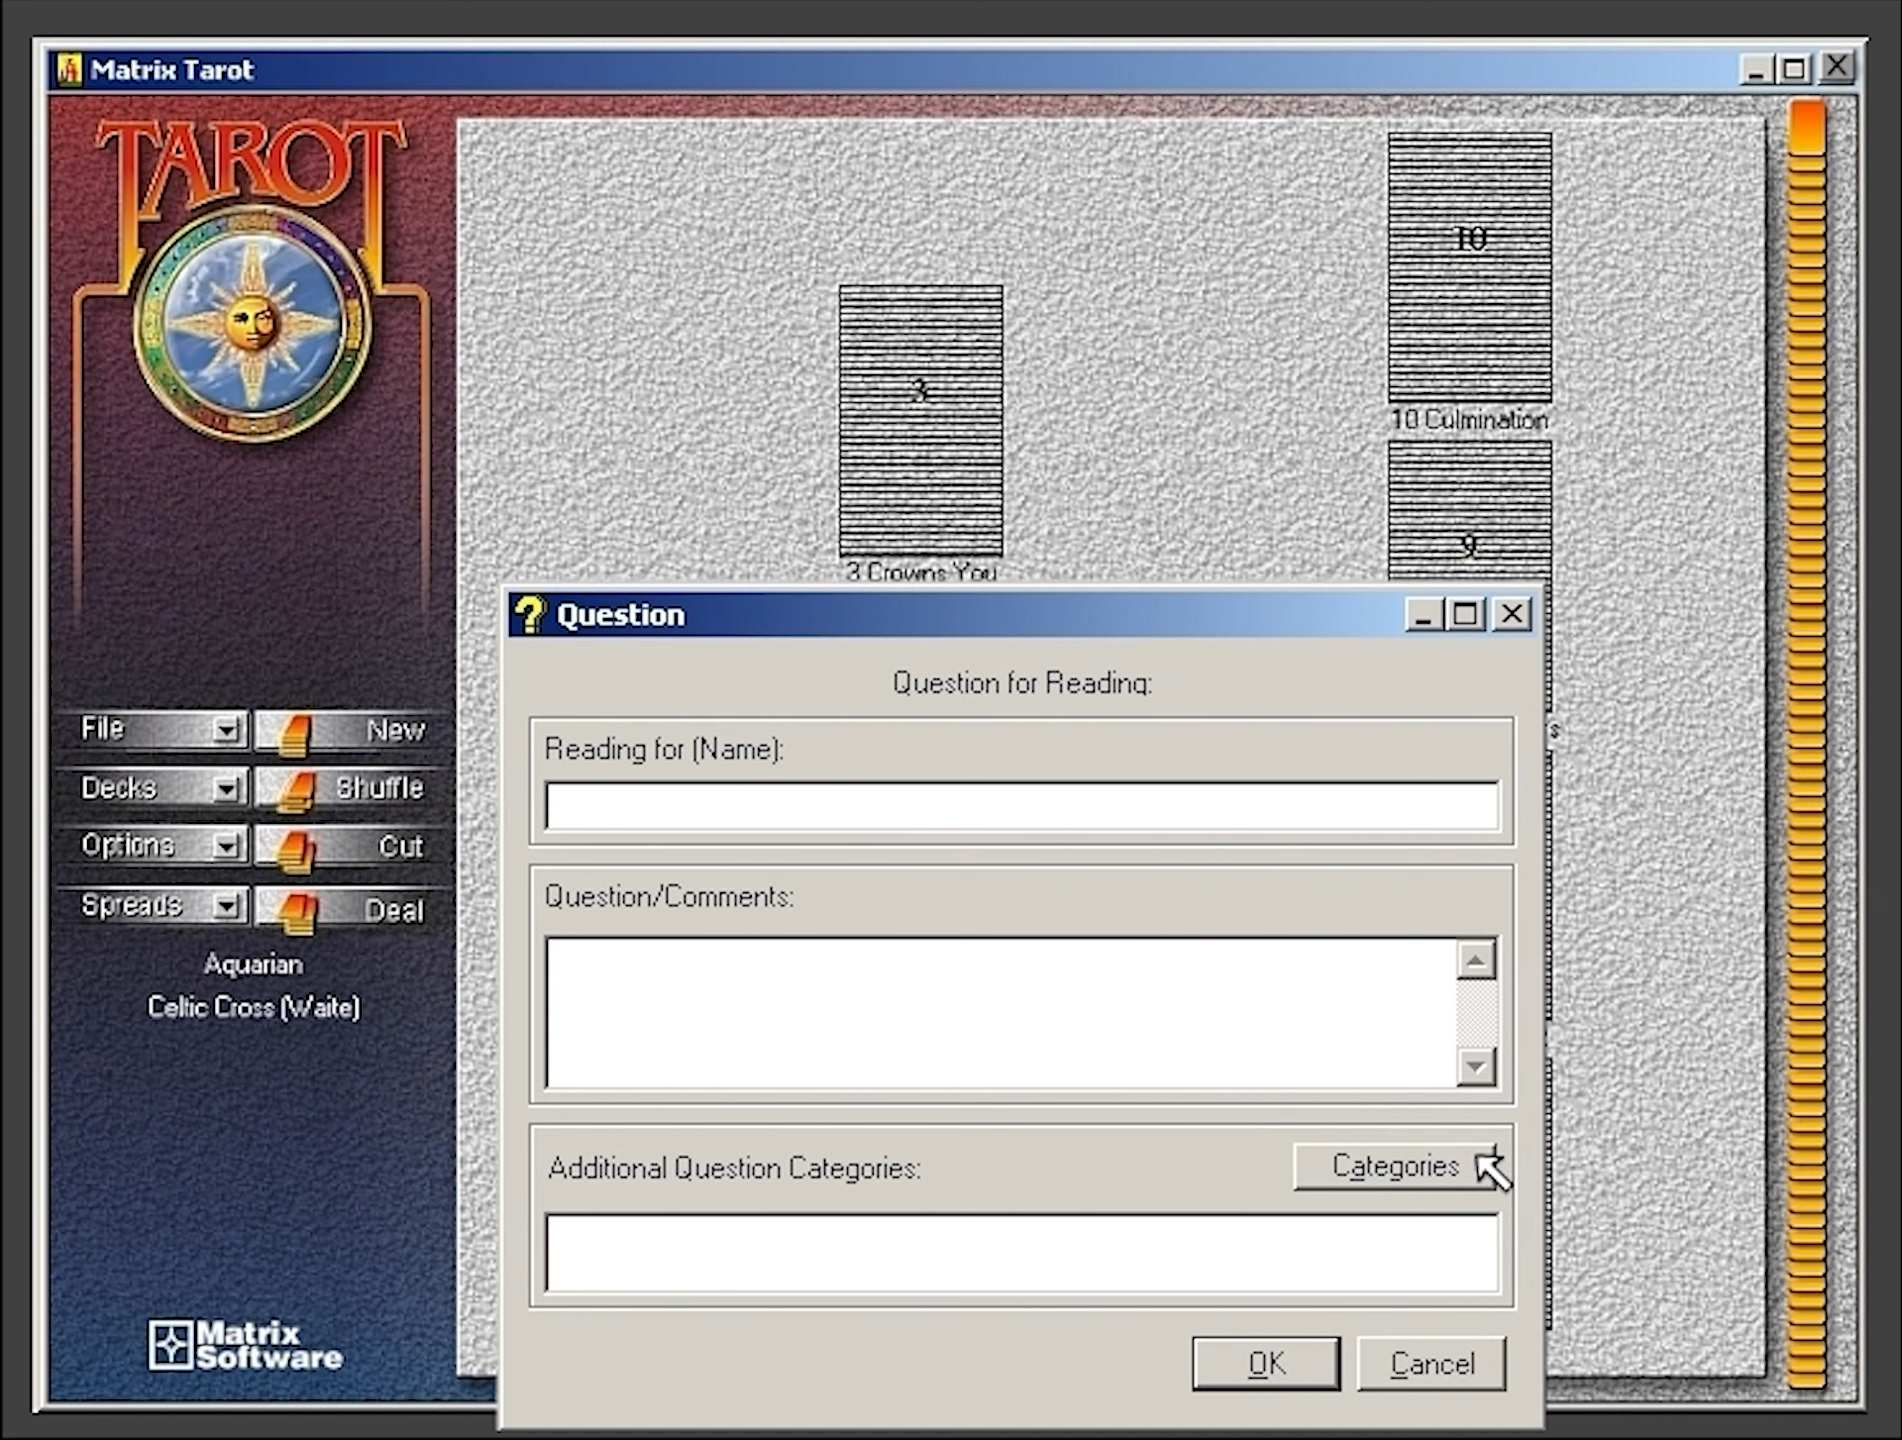 Matrix Tarot
TAROT
10
10 Culmination
3
3 Crowns You
9
s
Question
Question for Reading:
Reading for (Name):
Question/Comments:
Additional Question Categories:
Categories
OK
Cancel
File
New
Decks
Shuffle
Options
Cut
Spreads
Deal
Aquarian
Celtic Cross (Waite)
Matrix
Software